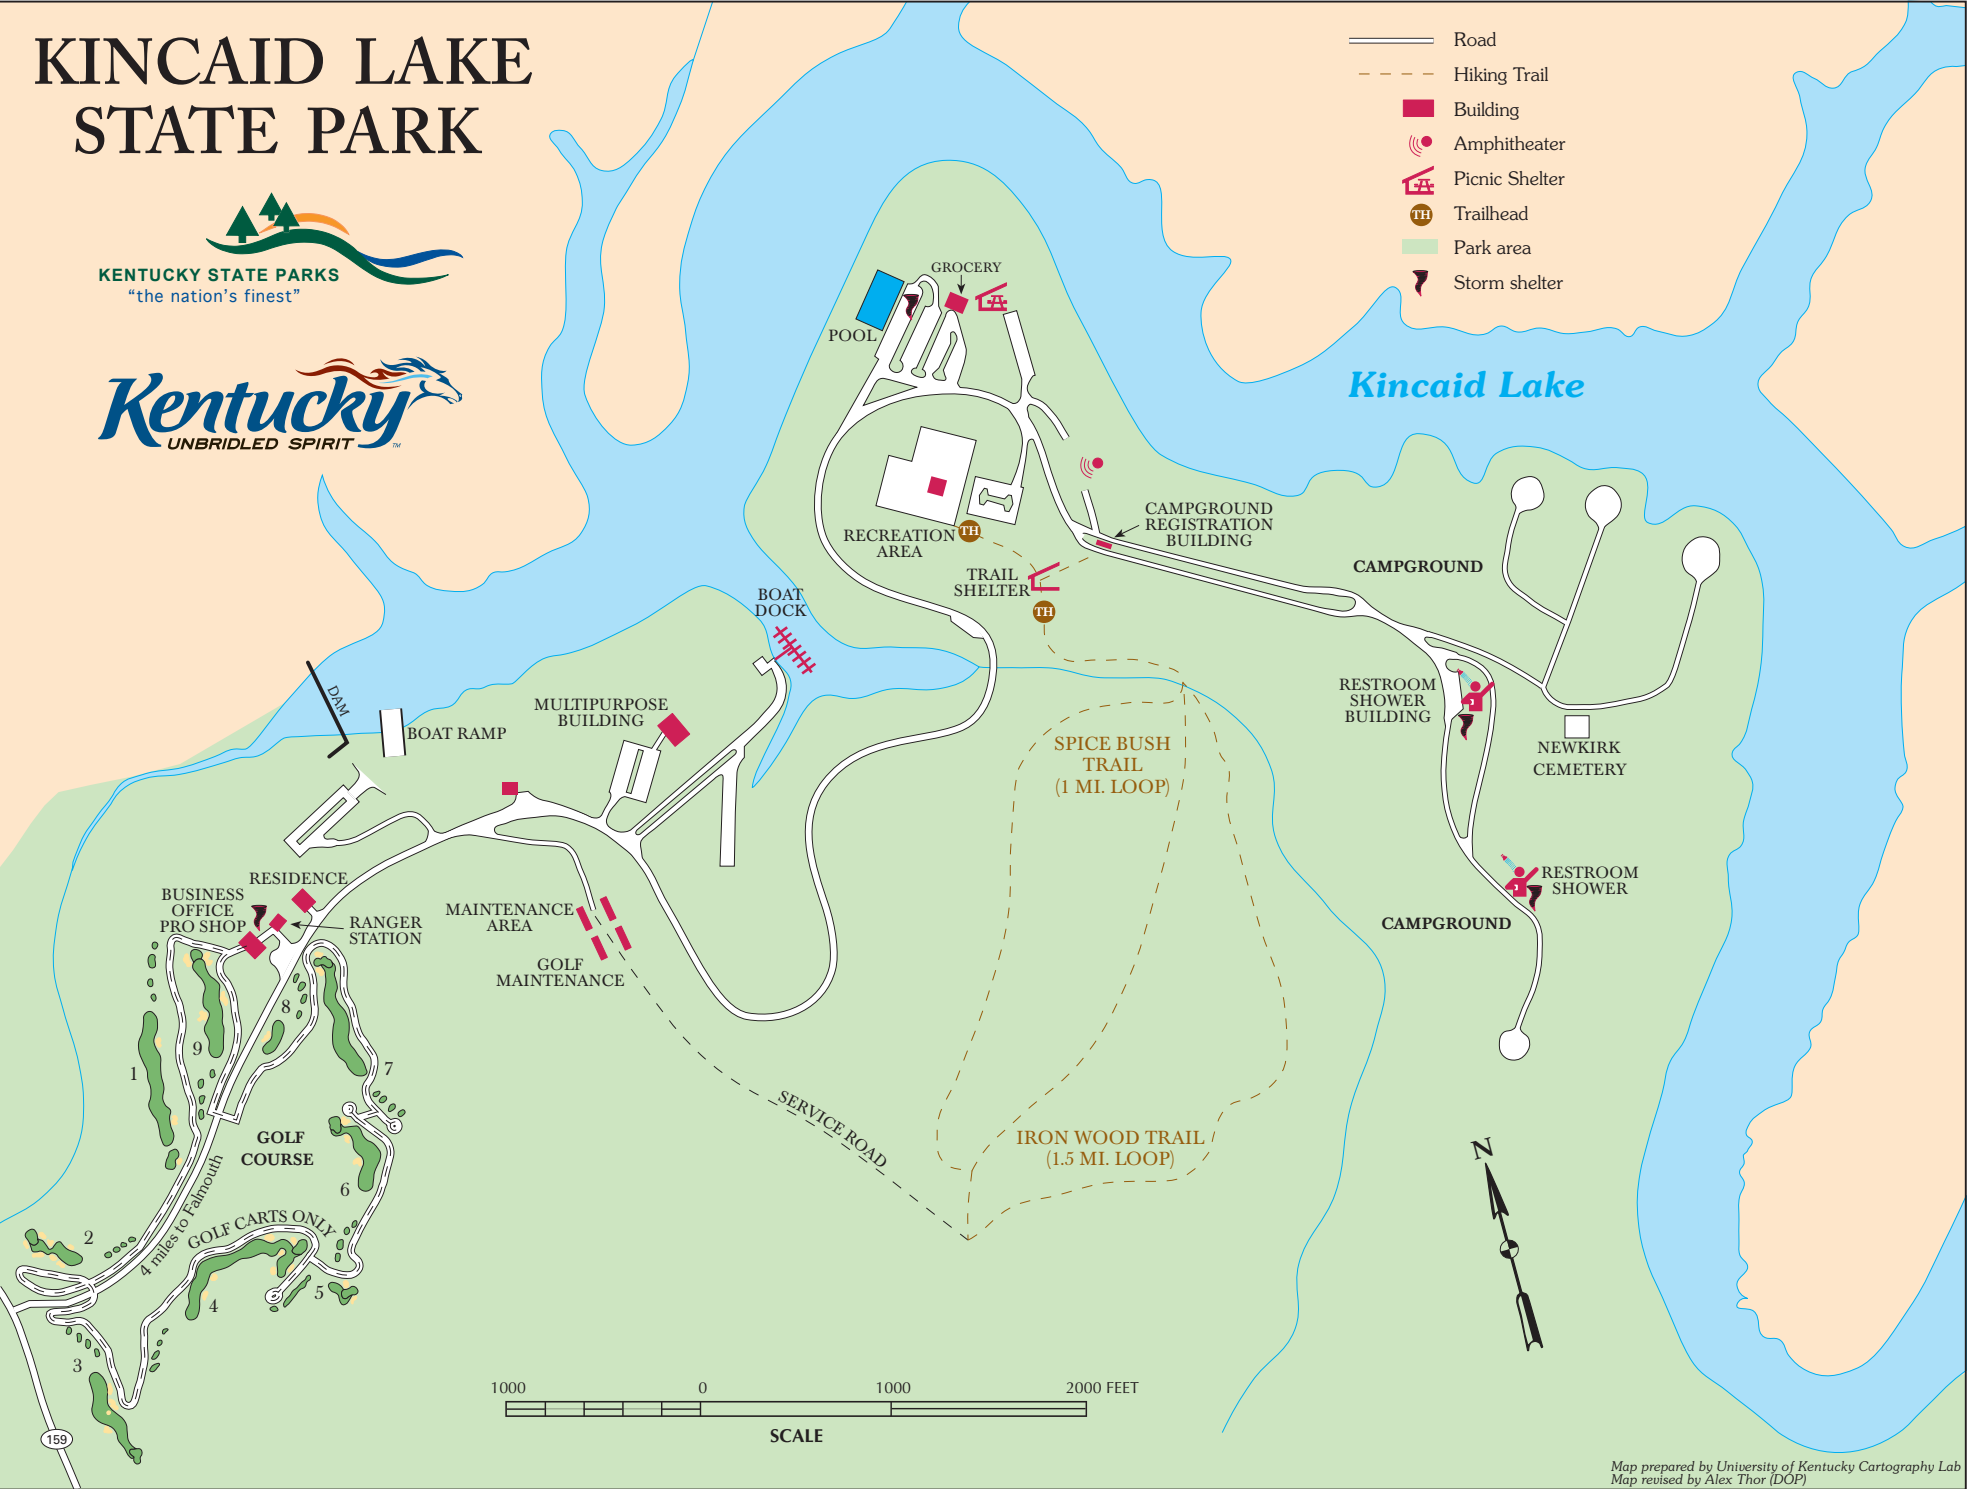 KINCAID LAKE
STATE PARK
KENTUCKY STATE PARKS
“the nation’s finest”
Kentucky
UNBRIDLED SPIRIT
TM
Road
Hiking Trail
Building
Amphitheater
Picnic Shelter
TH
Trailhead
Park area
Storm shelter
Kincaid Lake
GROCERY
POOL
RECREATION
AREA
TH
CAMPGROUND
REGISTRATION
BUILDING
TRAIL
SHELTER
TH
CAMPGROUND
BOAT
DOCK
DAM
BOAT RAMP
MULTIPURPOSE
BUILDING
RESTROOM
SHOWER
BUILDING
NEWKIRK
CEMETERY
SPICE BUSH
TRAIL
(1 MI. LOOP)
RESIDENCE
BUSINESS
OFFICE
PRO SHOP
RANGER
STATION
MAINTENANCE
AREA
GOLF
MAINTENANCE
RESTROOM
SHOWER
CAMPGROUND
8
9
1
7
SERVICE ROAD
IRON WOOD TRAIL
(1.5 MI. LOOP)
GOLF
COURSE
6
4 miles to Falmouth
GOLF CARTS ONLY
2
5
4
3
159
N
1000 0 1000 2000 FEET
SCALE
Map prepared by University of Kentucky Cartography Lab
Map revised by Alex Thor (DOP)